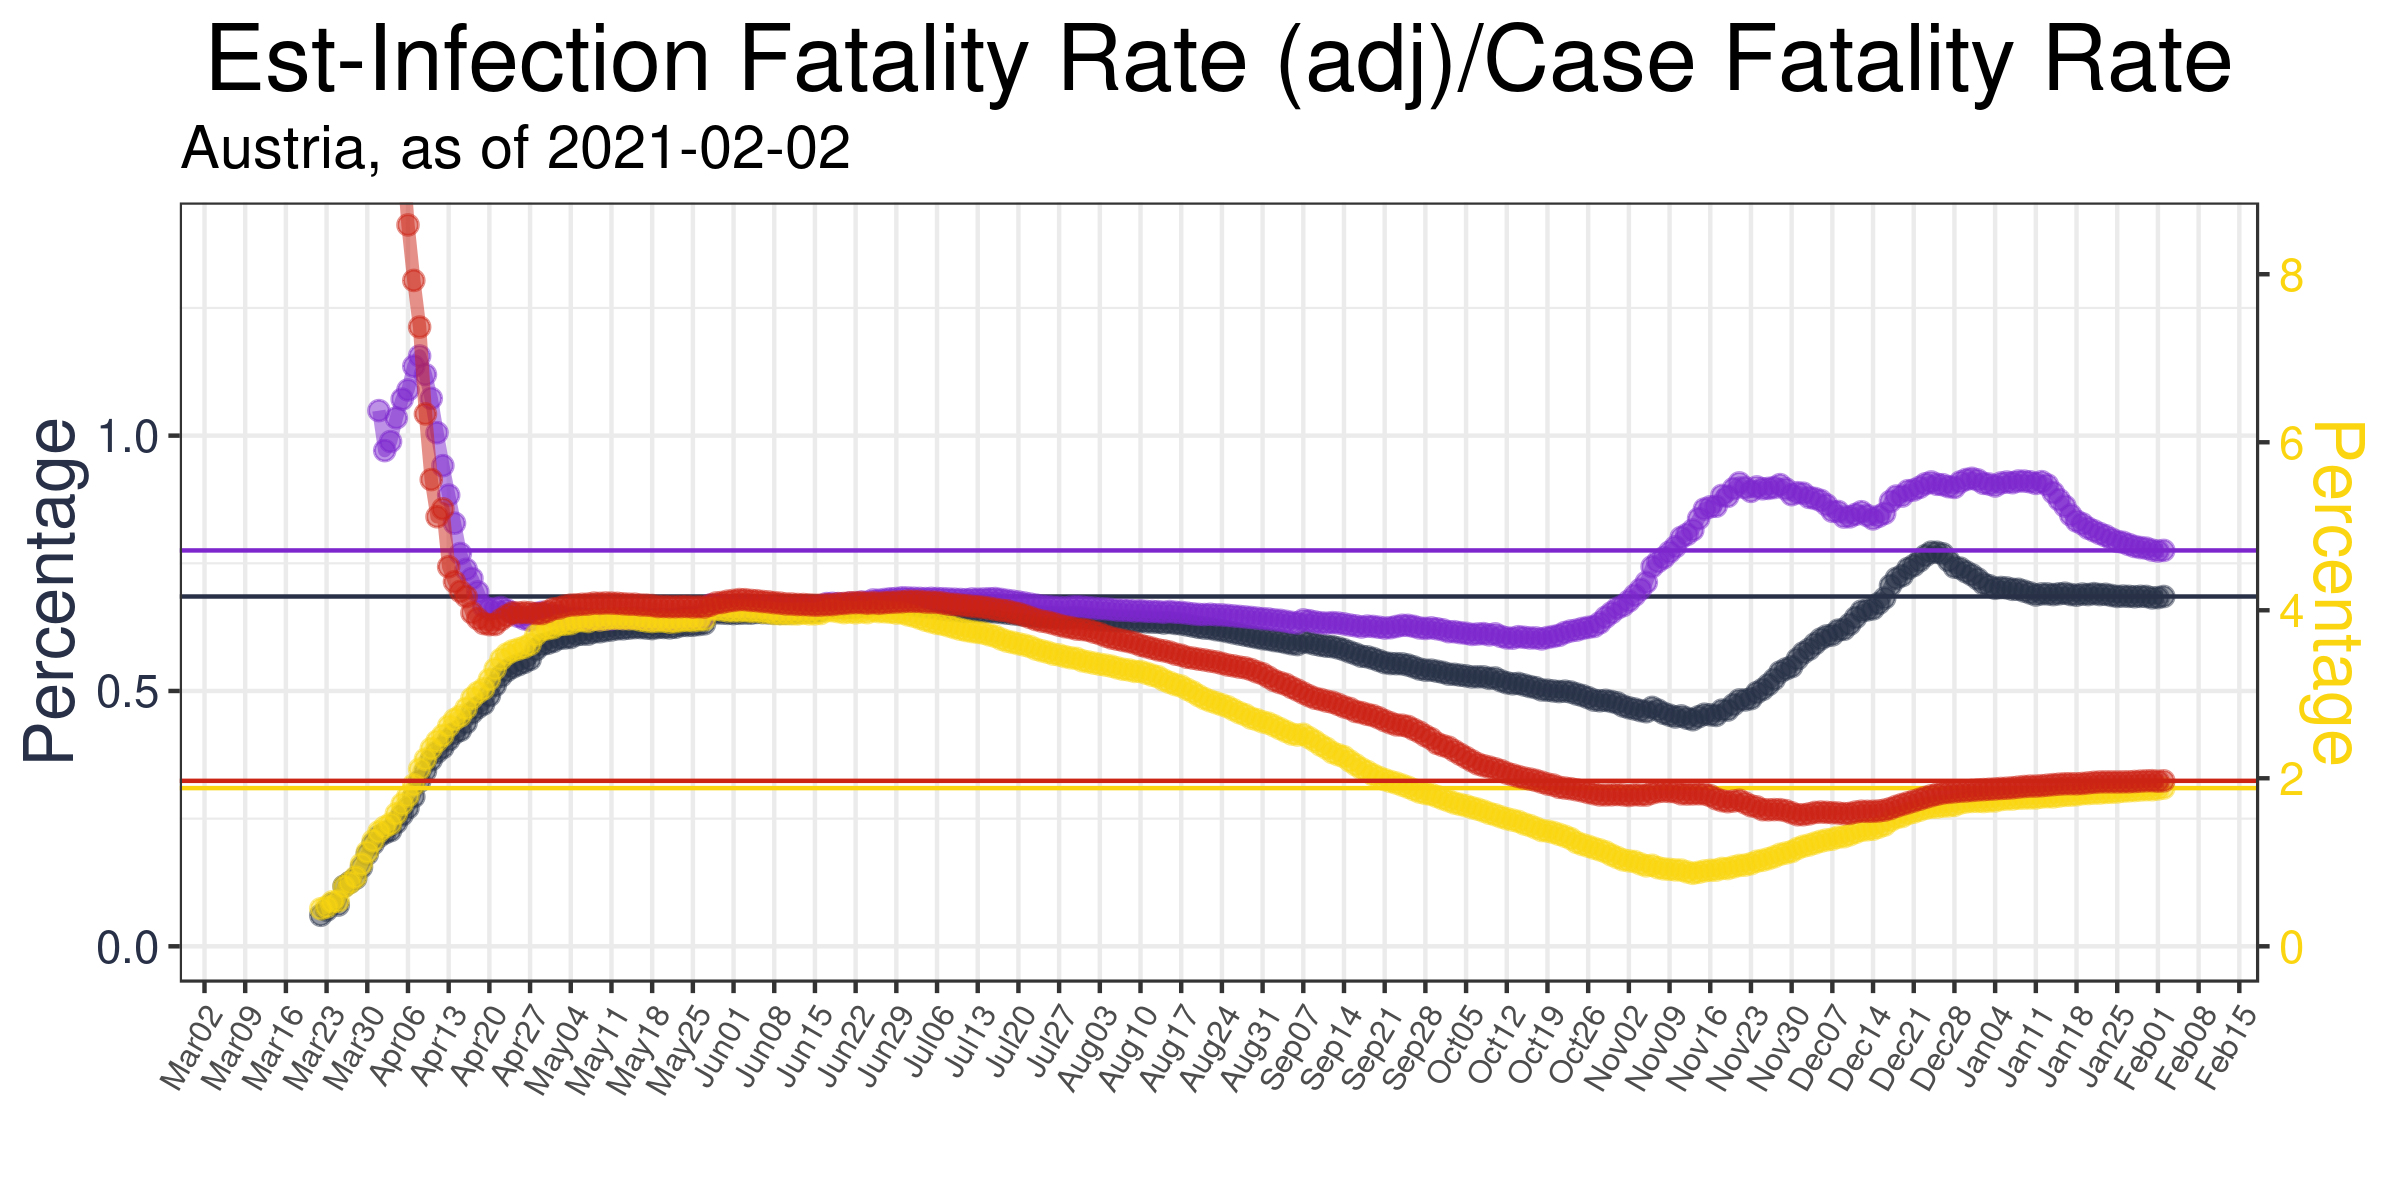 Est-Infection Fatality Rate (adj)/Case Fatality Rate
Austria, as of 2021-02-02
Percentage
1.0
0.5
0.0
8
6
4
2
0
Percentage
Mar02 Mar09 Mar16 Mar23 Mar30 Apr06 Apr13 Apr20 Apr27 May04 May11 May18 May25 Jun01 Jun08 Jun15 Jun22 Jun29 Jul06 Jul13 Jul20 Jul27 Aug03 Aug10 Aug17 Aug24 Aug31 Sep07 Sep14 Sep21 Sep28 Oct05 Oct12 Oct19 Oct26 Nov02 Nov09 Nov16 Nov23 Nov30 Dec07 Dec14 Dec21 Dec28 Jan04 Jan11 Jan18 Jan25 Feb01 Feb08 Feb15